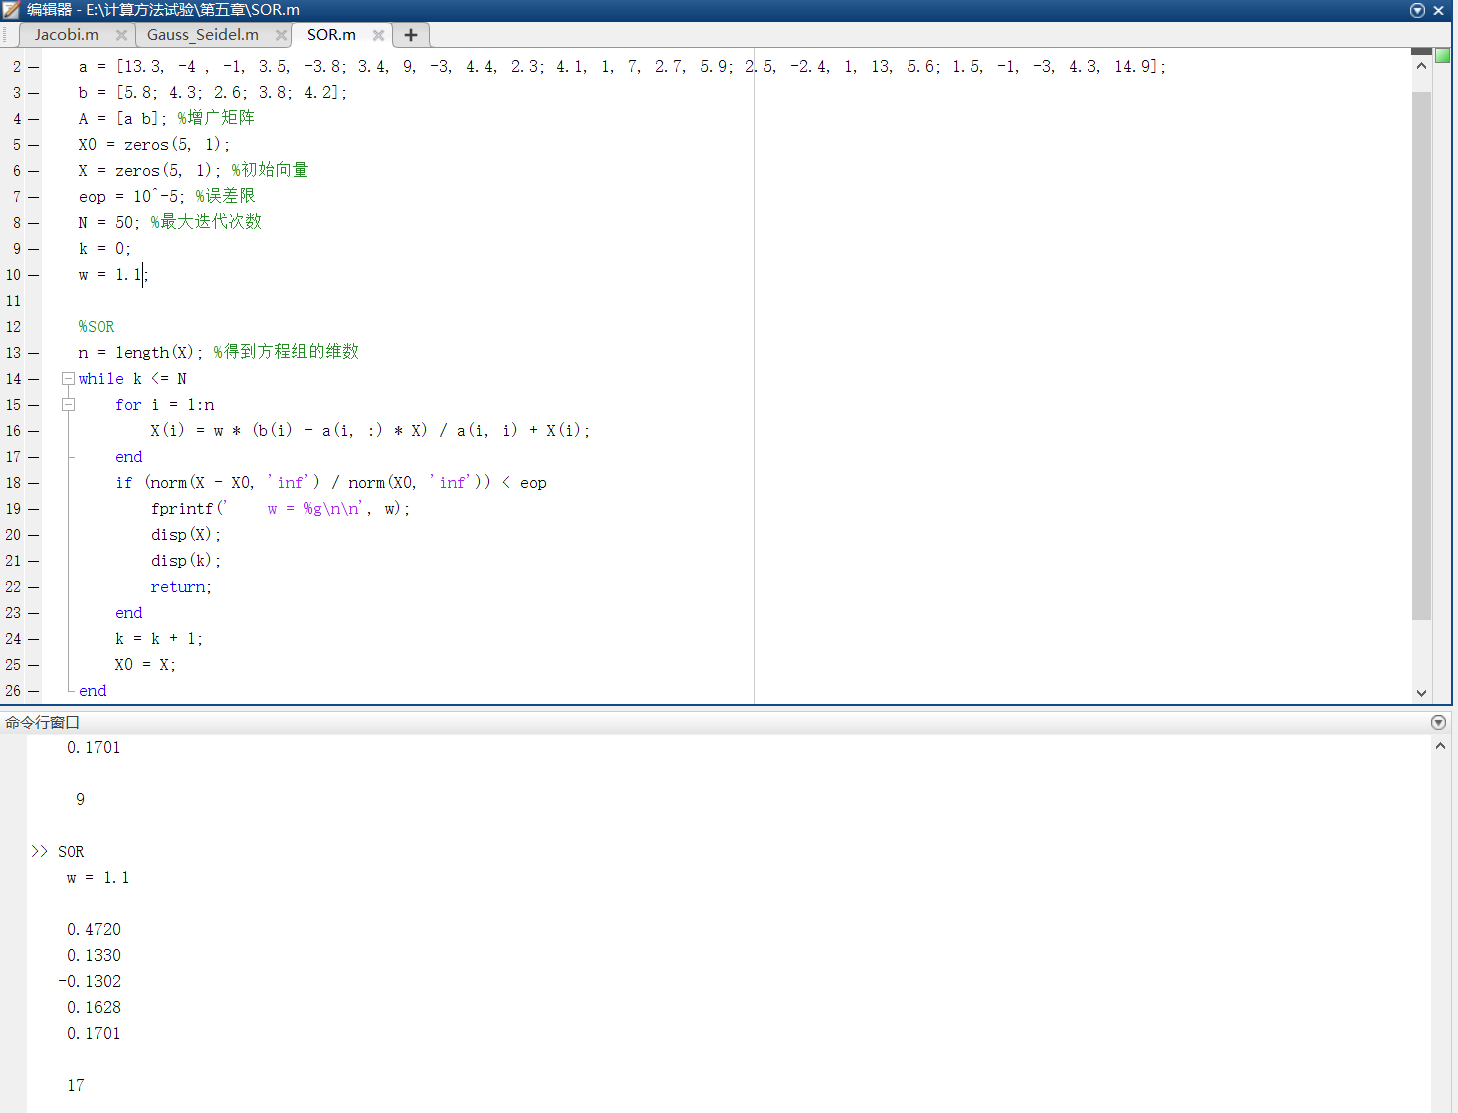 编辑器 - E:\计算方法试验\第五章\SOR.m
Jacobi.m Gauss_Seidel.m SOR.m
2 a = [13.3, -4 , -1, 3.5, -3.8; 3.4, 9, -3, 4.4, 2.3; 4.1, 1, 7, 2.7, 5.9; 2.5, -2.4, 1, 13, 5.6; 1.5, -1, -3, 4.3, 14.9];
3 b = [5.8; 4.3; 2.6; 3.8; 4.2];
4 A = [a b]; %增广矩阵
5 X0 = zeros(5, 1);
6 X = zeros(5, 1); %初始向量
7 eop = 10^-5; %误差限
8 N = 50; %最大迭代次数
9 k = 0;
10 w = 1.1;
11
12 %SOR
13 n = length(X); %得到方程组的维数
14 while k <= N
15 for i = 1:n
16 X(i) = w * (b(i) - a(i, :) * X) / a(i, i) + X(i);
17 end
18 if (norm(X - X0, 'inf') / norm(X0, 'inf')) < eop
19 fprintf('    w = %g\n\n', w);
20 disp(X);
21 disp(k);
22 return;
23 end
24 k = k + 1;
25 X0 = X;
26 end
命令行窗口
0.1701
9
>> SOR
w = 1.1
0.4720
0.1330
-0.1302
0.1628
0.1701
17